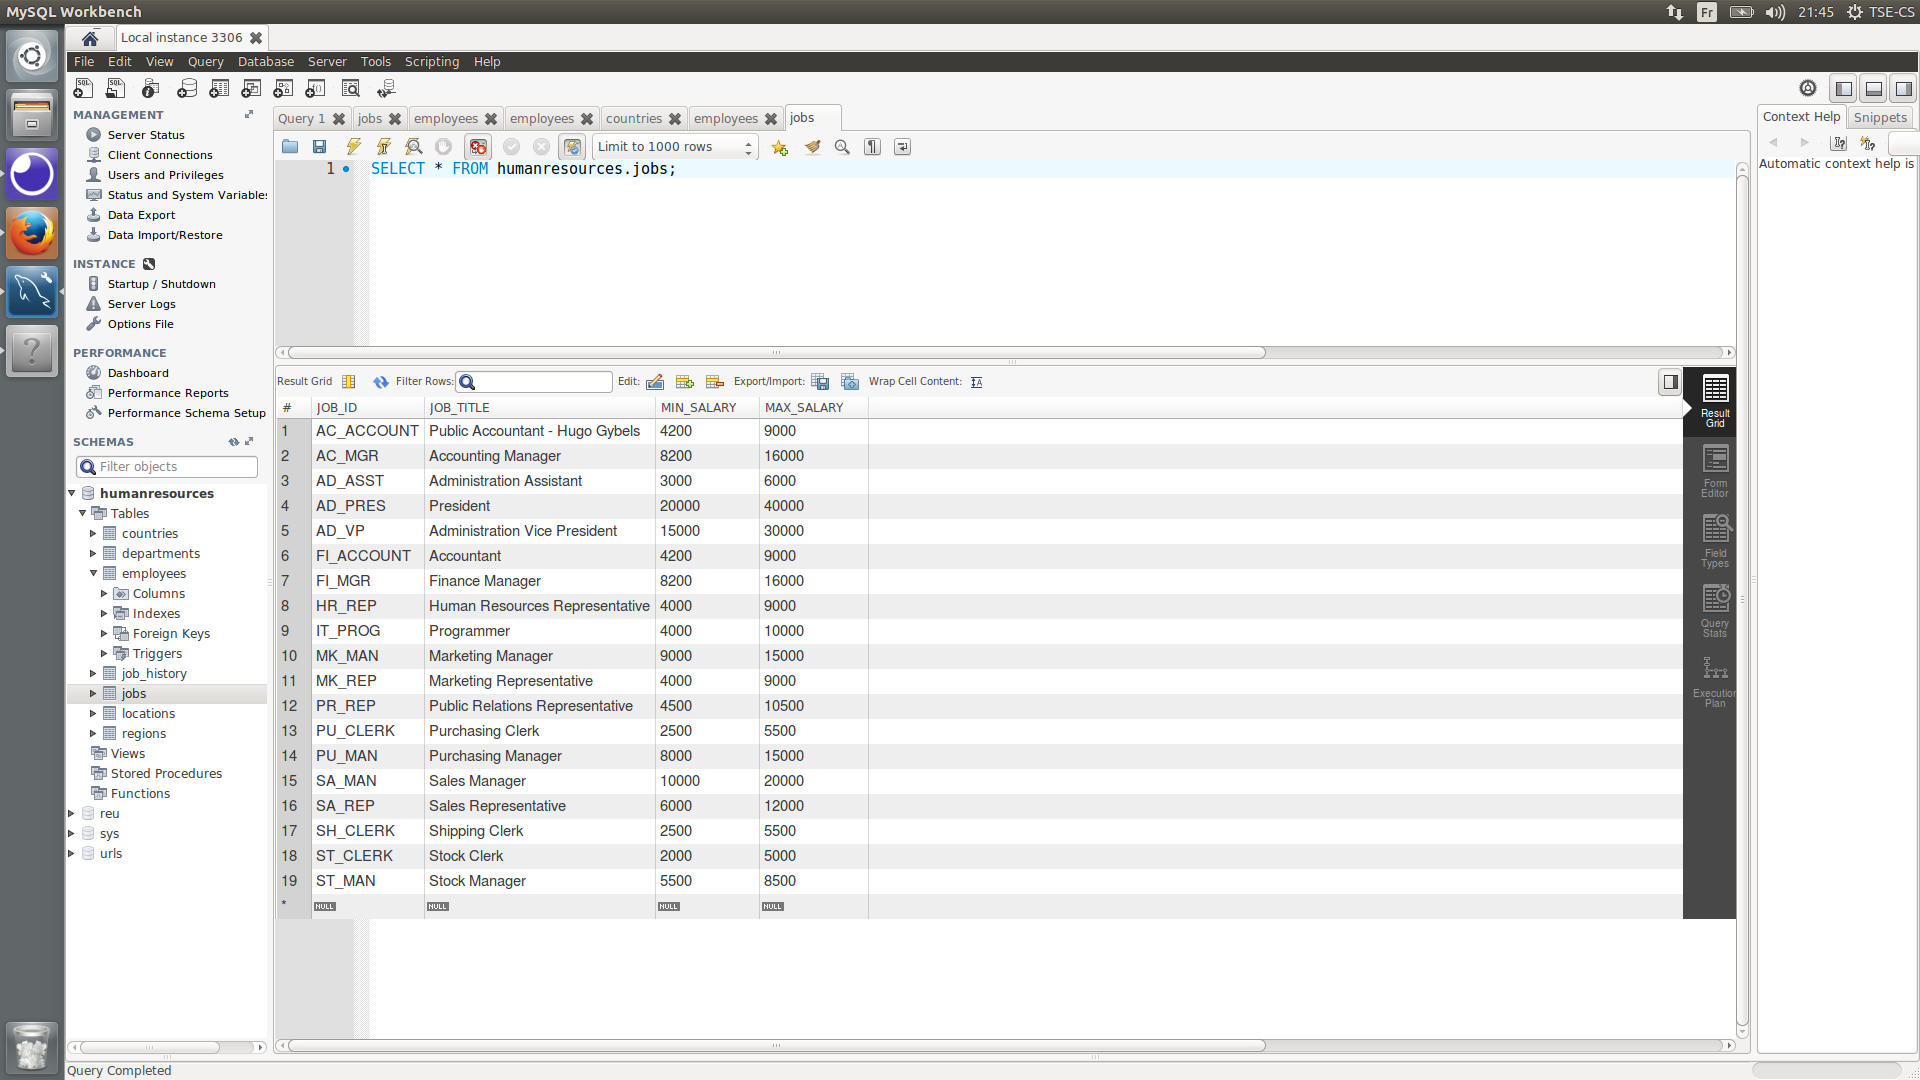 MySQL Workbench
Fr 21:45 TSE-CS
Local instance 3306
File Edit View Query Database Server Tools Scripting Help
MANAGEMENT
Server Status
Client Connections
Users and Privileges
Status and System Variables
Data Export
Data Import/Restore
INSTANCE
Startup / Shutdown
Server Logs
Options File
PERFORMANCE
Dashboard
Performance Reports
Performance Schema Setup
SCHEMAS
Filter objects
humanresources
Tables
countries
departments
employees
Columns
Indexes
Foreign Keys
Triggers
job_history
jobs
locations
regions
Views
Stored Procedures
Functions
reu
sys
urls
Query 1 jobs employees employees countries employees jobs
Limit to 1000 rows
1 SELECT * FROM humanresources.jobs;
Result Grid Filter Rows: Edit: Export/Import: Wrap Cell Content:
# JOB_ID JOB_TITLE MIN_SALARY MAX_SALARY
1 AC_ACCOUNT Public Accountant - Hugo Gybels 4200 9000
2 AC_MGR Accounting Manager 8200 16000
3 AD_ASST Administration Assistant 3000 6000
4 AD_PRES President 20000 40000
5 AD_VP Administration Vice President 15000 30000
6 FI_ACCOUNT Accountant 4200 9000
7 FI_MGR Finance Manager 8200 16000
8 HR_REP Human Resources Representative 4000 9000
9 IT_PROG Programmer 4000 10000
10 MK_MAN Marketing Manager 9000 15000
11 MK_REP Marketing Representative 4000 9000
12 PR_REP Public Relations Representative 4500 10500
13 PU_CLERK Purchasing Clerk 2500 5500
14 PU_MAN Purchasing Manager 8000 15000
15 SA_MAN Sales Manager 10000 20000
16 SA_REP Sales Representative 6000 12000
17 SH_CLERK Shipping Clerk 2500 5500
18 ST_CLERK Stock Clerk 2000 5000
19 ST_MAN Stock Manager 5500 8500
* NULL NULL NULL NULL
Result
Grid
Form
Editor
Field
Types
Query
Stats
Execution
Plan
Context Help Snippets
Automatic context help is
Query Completed